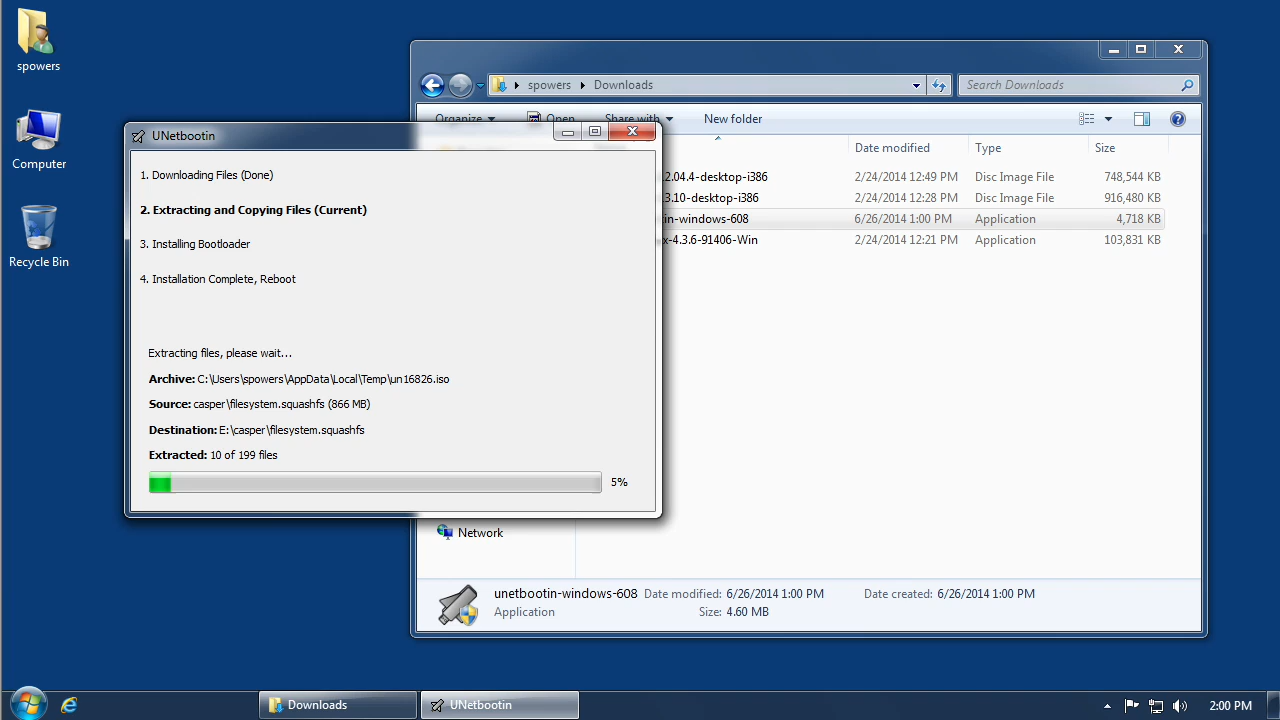 spowers
Computer
Recycle Bin
spowers Downloads
Search Downloads
Organize Open Share with New folder
Date modified Type Size
2.04.4-desktop-i386 2/24/2014 12:49 PM Disc Image File 748,544 KB
3.10-desktop-i386 2/24/2014 12:28 PM Disc Image File 916,480 KB
in-windows-608 6/26/2014 1:00 PM Application 4,718 KB
x-4.3.6-91406-Win 2/24/2014 12:21 PM Application 103,831 KB
UNetbootin
1. Downloading Files (Done)
2. Extracting and Copying Files (Current)
3. Installing Bootloader
4. Installation Complete, Reboot
Extracting files, please wait...
Archive: C:\Users\spowers\AppData\Local\Temp\un16826.iso
Source: casper\filesystem.squashfs (866 MB)
Destination: E:\casper\filesystem.squashfs
Extracted: 10 of 199 files
5%
Network
unetbootin-windows-608 Date modified: 6/26/2014 1:00 PM Date created: 6/26/2014 1:00 PM
Application Size: 4.60 MB
Downloads
UNetbootin
2:00 PM